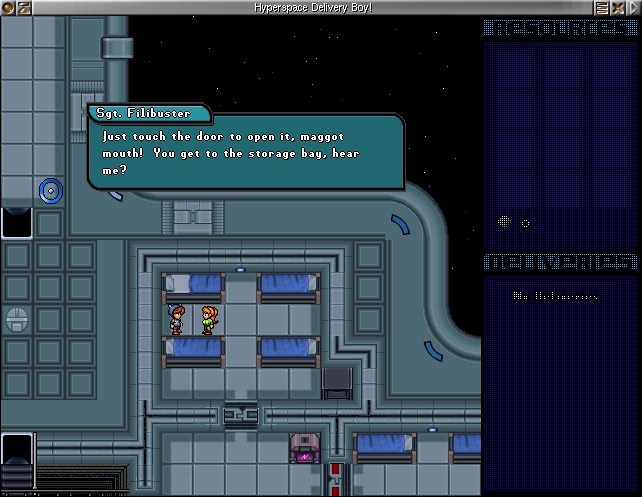 Hyperspace Delivery Boy!
RESOURCES
Sgt. Filibuster
Just touch the door to open it, maggot
mouth! You get to the storage bay, hear
me?
DELIVERIES
No Deliveries